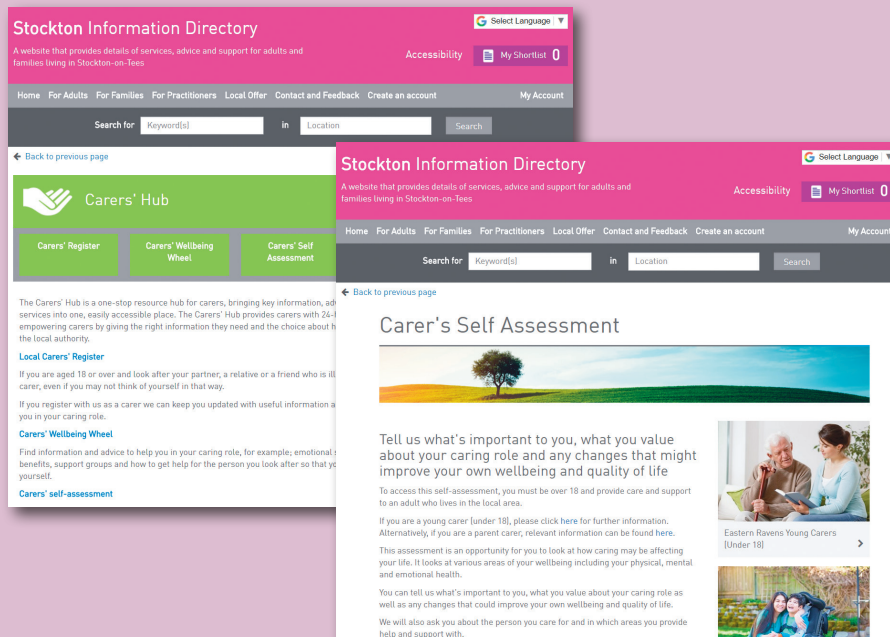 Stockton Information Directory
Select Language
A website that provides details of services, advice and support for adults and
families living in Stockton-on-Tees
Accessibility
My Shortlist 0
Home For Adults For Families For Practitioners Local Offer Contact and Feedback Create an account My Account
Search for Keyword(s) in Location Search
Back to previous page
Carers' Hub
Carers' Register
Carers' Wellbeing
Wheel
Carers' Self
Assessment
The Carers' Hub is a one-stop resource hub for carers, bringing key information,
services into one, easily accessible place. The Carers' Hub provides carers with
empowering carers by giving the right information they need and the choice about
the local authority.
Local Carers' Register
If you are aged 18 or over and look after your partner, a relative or a friend who is
carer, even if you may not think of yourself in that way.
If you register with us as a carer we can keep you updated with useful information
you in your caring role.
Carers' Wellbeing Wheel
Find information and advice to help you in your caring role, for example; emotional
benefits, support groups and how to get help for the person you look after so that
yourself.
Carers' self-assessment
Stockton Information Directory
Select Language
A website that provides details of services, advice and support for adults and
families living in Stockton-on-Tees
Accessibility
My Shortlist 0
Home For Adults For Families For Practitioners Local Offer Contact and Feedback Create an account My Account
Search for Keyword(s) in Location Search
Back to previous page
Carer's Self Assessment
Tell us what's important to you, what you value
about your caring role and any changes that might
improve your own wellbeing and quality of life
To access this self-assessment, you must be over 18 and provide care and support
to an adult who lives in the local area.
If you are a young carer (under 18), please click here for further information.
Alternatively, if you are a parent carer, relevant information can be found here.
This assessment is an opportunity for you to look at how caring may be affecting
your life. It looks at various areas of your wellbeing including your physical, mental
and emotional health.
You can tell us what's important to you, what you value about your caring role as
well as any changes that could improve your own wellbeing and quality of life.
We will also ask you about the person you care for and in which areas you provide
help and support with.
Eastern Ravens Young Carers
(Under 18)